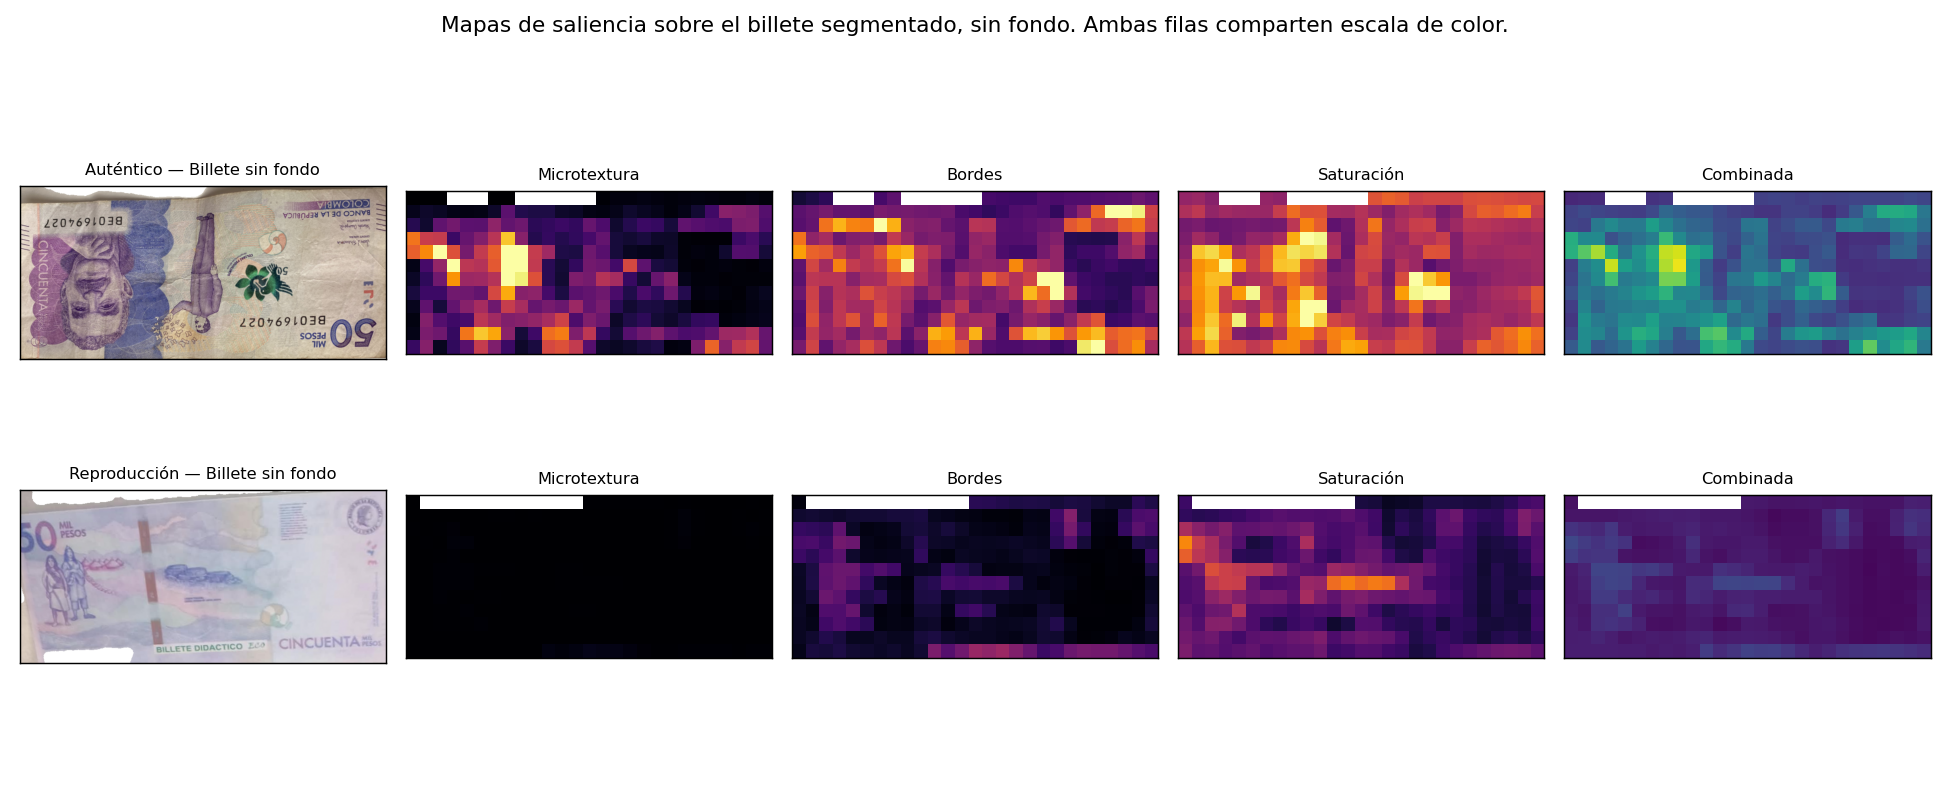 Mapas de saliencia sobre el billete segmentado, sin fondo. Ambas filas comparten escala de color.
Auténtico — Billete sin fondo
Microtextura
Bordes
Saturación
Combinada
COLOMBIA
BANCO DE LA REPÚBLICA
BE01694027
CINCUENTA
50
BE01694027
50
MIL
PESOS
Reproducción — Billete sin fondo
Microtextura
Bordes
Saturación
Combinada
50 MIL
PESOS
BILLETE DIDACTICO
CINCUENTA MIL
PESOS